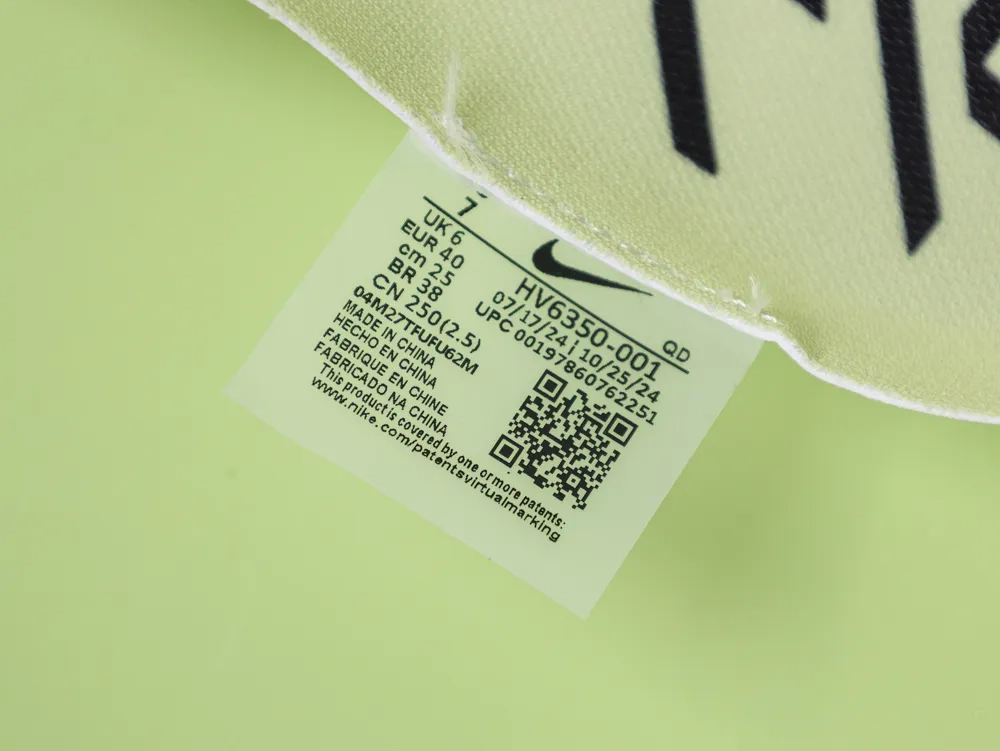 7
UK 6
EUR 40
cm 25
BR 38
CN 250(2.5)
04M27TFUFU62M
MADE IN CHINA
HECHO EN CHINA
FABRIQUE EN CHINE
FABRICADO NA CHINA
This product is covered by one or more patents:
www.nike.com/patentsvirtualmarking
QD
HV6350-001
07/17/24 | 10/25/24
UPC 00197860762251